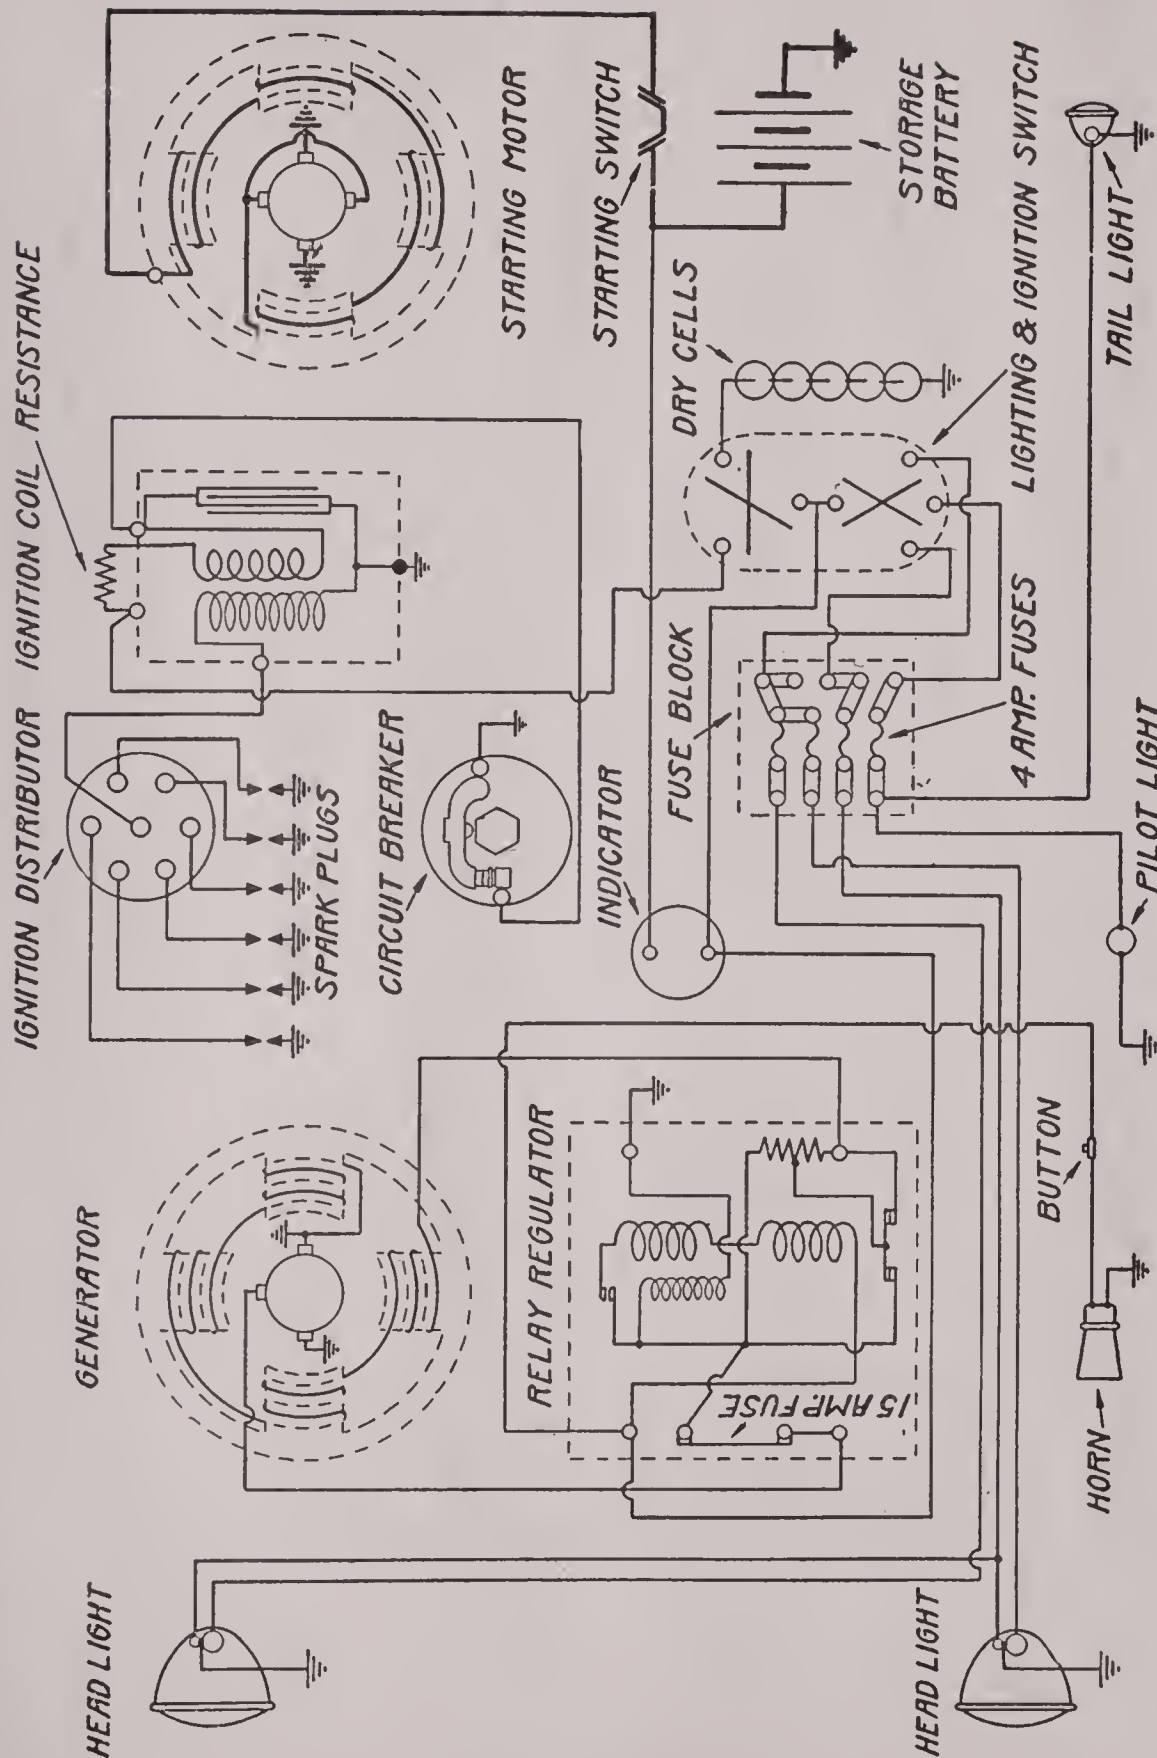 IGNITION DISTRIBUTOR
IGNITION COIL
RESISTANCE
SPARK PLUGS
STARTING MOTOR
CIRCUIT BREAKER
GENERATOR
STARTING SWITCH
STORAGE
BATTERY
DRY CELLS
LIGHTING & IGNITION SWITCH
FUSE BLOCK
4 AMP. FUSES
INDICATOR
RELAY REGULATOR
15 AMP. FUSE
TAIL LIGHT
PILOT LIGHT
BUTTON
HORN
HEAD LIGHT
HEAD LIGHT